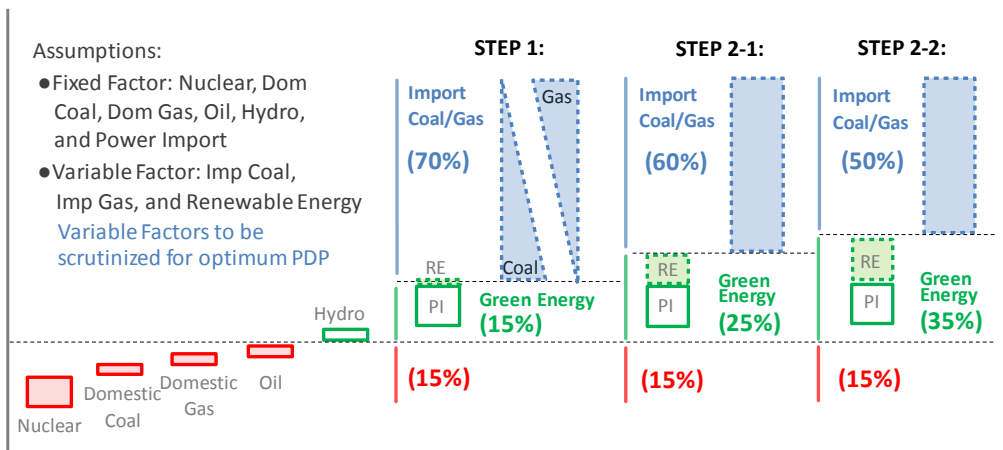 Assumptions:
●Fixed Factor: Nuclear, Dom
Coal, Dom Gas, Oil, Hydro,
and Power Import
●Variable Factor: Imp Coal,
Imp Gas, and Renewable Energy
Variable Factors to be
scrutinized for optimum PDP
Hydro
Oil
Domestic
Gas
Domestic
Coal
Nuclear
STEP 1:
Import
Coal/Gas
(70%)
Gas
Coal
RE
PI
Green Energy
(15%)
(15%)
STEP 2-1:
Import
Coal/Gas
(60%)
RE
PI
Green
Energy
(25%)
(15%)
STEP 2-2:
Import
Coal/Gas
(50%)
RE
PI
Green
Energy
(35%)
(15%)